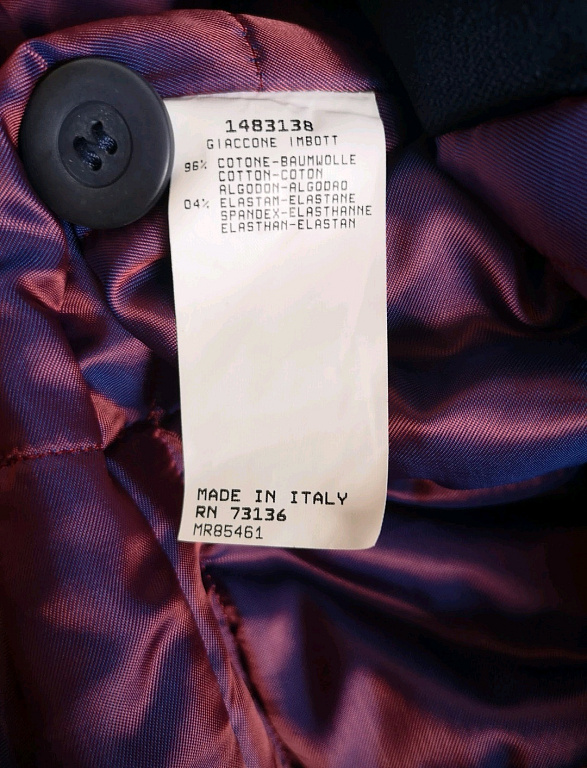 1483138
GIACCONE IMBOTT
96% COTONE-BAUMWOLLE
COTTON-COTON
ALGODON-ALGODAO
04% ELASTAM-ELASTANE
SPANDEX-ELASTHANNE
ELASTHAN-ELASTAN
MADE IN ITALY
RN 73136
MR85461